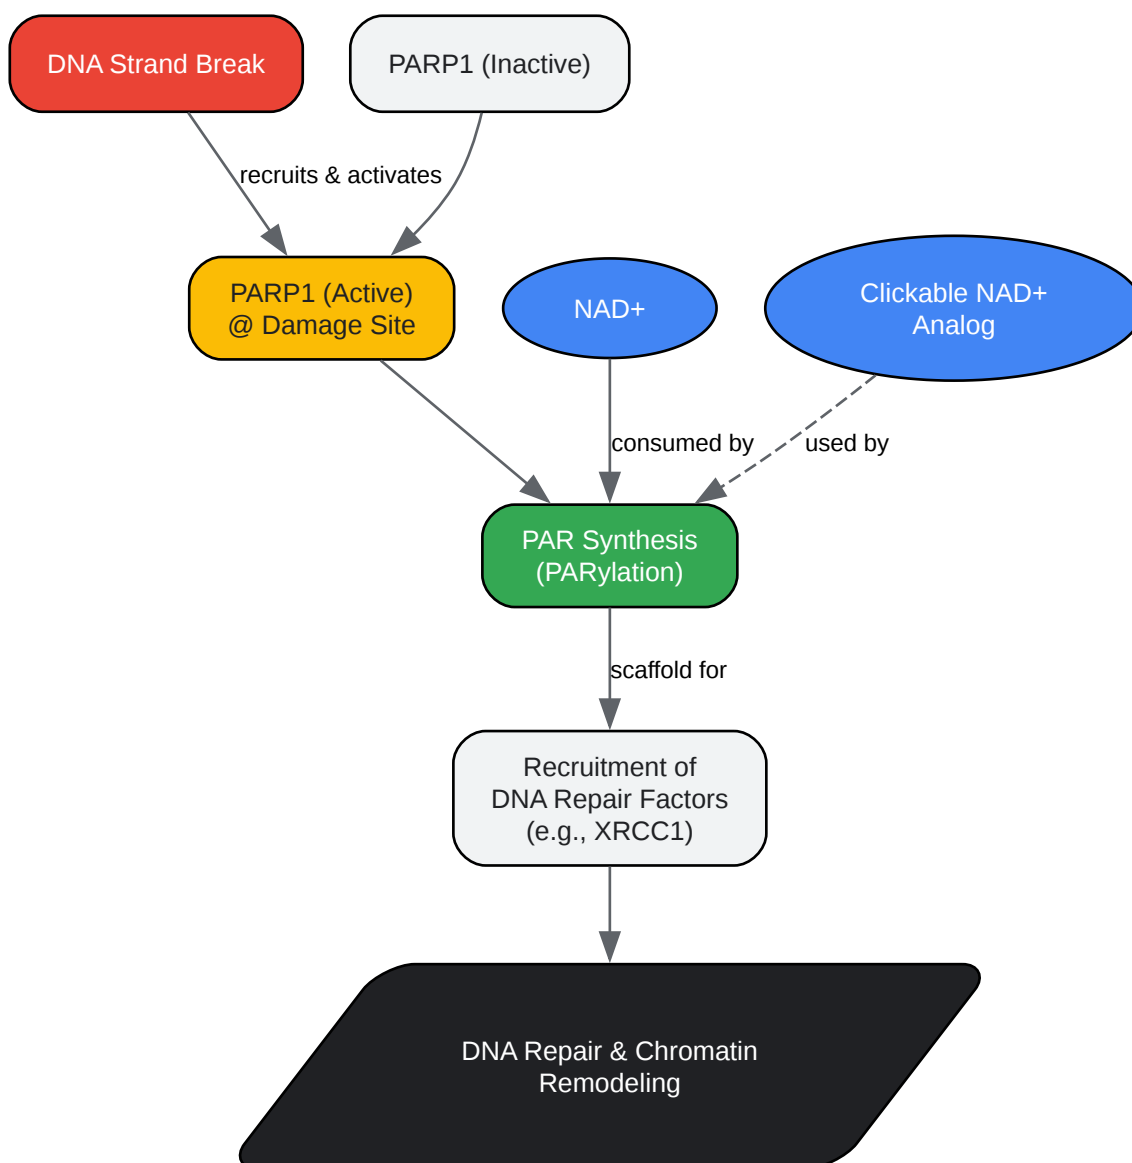 DNA Strand Break
PARP1 (Inactive)
recruits & activates
PARP1 (Active)
@ Damage Site
NAD+
Clickable NAD+
Analog
consumed by
used by
PAR Synthesis
(PARylation)
scaffold for
Recruitment of
DNA Repair Factors
(e.g., XRCC1)
DNA Repair & Chromatin
Remodeling